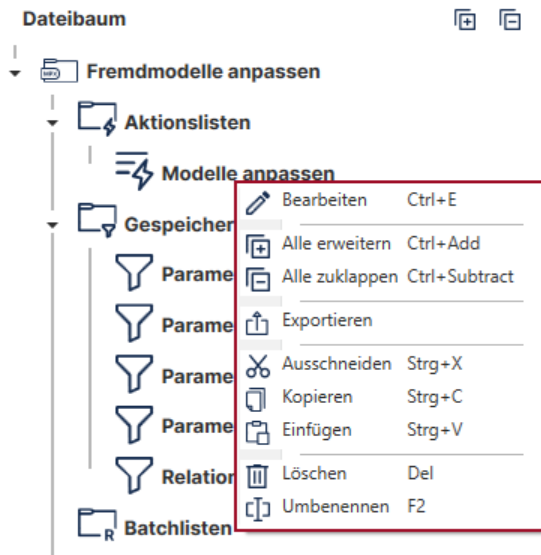 Dateibaum
MPX
Fremdmodelle anpassen
Aktionslisten
Modelle anpassen
Bearbeiten Ctrl+E
Gespeicher
Alle erweitern Ctrl+Add
Parame
Alle zuklappen Ctrl+Subtract
Parame
Exportieren
Parame
Ausschneiden Strg+X
Kopieren Strg+C
Parame
Einfügen Strg+V
Relation
Löschen Del
Umbenennen F2
R
Batchlisten